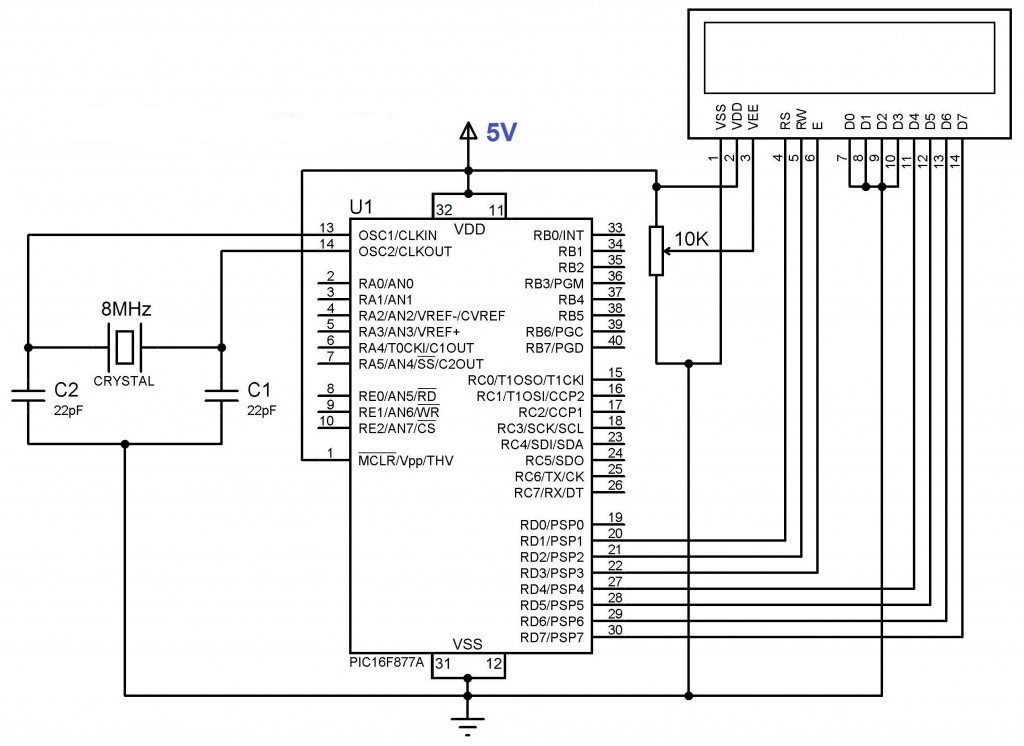 5V
VSS
VDD
VEE
RS
RW
E
D0
D1
D2
D3
D4
D5
D6
D7
1
2
3
4
5
6
7
8
9
10
11
12
13
14
10K
U1
32
11
VDD
13
OSC1/CLKIN
14
OSC2/CLKOUT
2
RA0/AN0
3
RA1/AN1
4
RA2/AN2/VREF-/CVREF
5
RA3/AN3/VREF+
6
RA4/T0CKI/C1OUT
7
RA5/AN4/SS/C2OUT
8
RE0/AN5/RD
9
RE1/AN6/WR
10
RE2/AN7/CS
1
MCLR/Vpp/THV
RB0/INT
33
RB1
34
RB2
35
RB3/PGM
36
RB4
37
RB5
38
RB6/PGC
39
RB7/PGD
40
RC0/T1OSO/T1CKI
15
RC1/T1OSI/CCP2
16
RC2/CCP1
17
RC3/SCK/SCL
18
RC4/SDI/SDA
23
RC5/SDO
24
RC6/TX/CK
25
RC7/RX/DT
26
RD0/PSP0
19
RD1/PSP1
20
RD2/PSP2
21
RD3/PSP3
22
RD4/PSP4
27
RD5/PSP5
28
RD6/PSP6
29
RD7/PSP7
30
8MHz
CRYSTAL
C2
22pF
C1
22pF
VSS
PIC16F877A
31
12